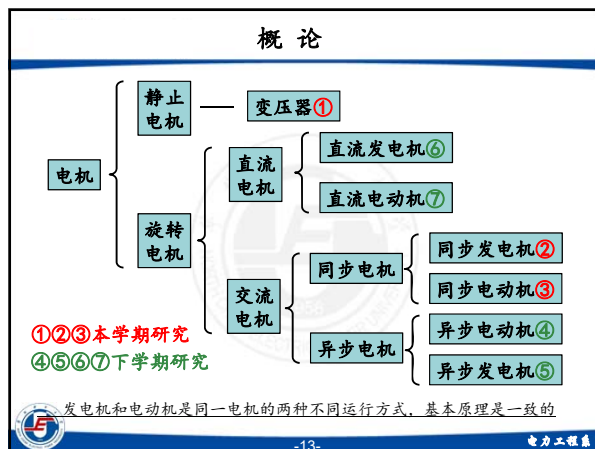 概 论
静止
电机
变压器①
电机
直流
电机
直流发电机⑥
直流电动机⑦
旋转
电机
交流
电机
同步电机
同步发电机②
同步电动机③
异步电机
异步电动机④
异步发电机⑤
①②③本学期研究
④⑤⑥⑦下学期研究
发电机和电动机是同一电机的两种不同运行方式，基本原理是一致的
-13-
电力工程系